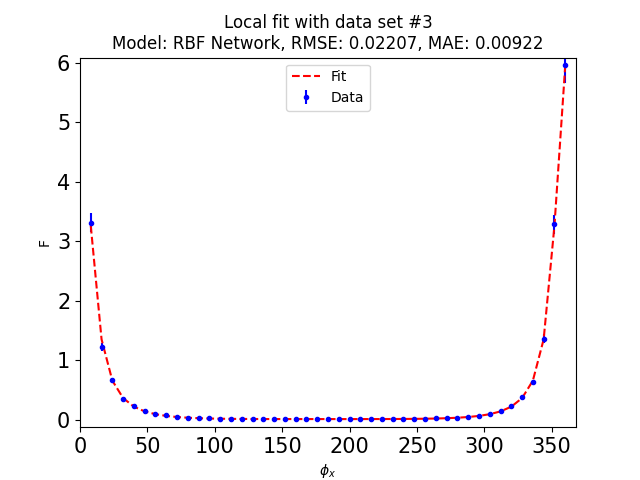 Local fit with data set #3
Model: RBF Network, RMSE: 0.02207, MAE: 0.00922
Fit
Data
F
6
5
4
3
2
1
0
0 50 100 150 200 250 300 350
ϕₓ